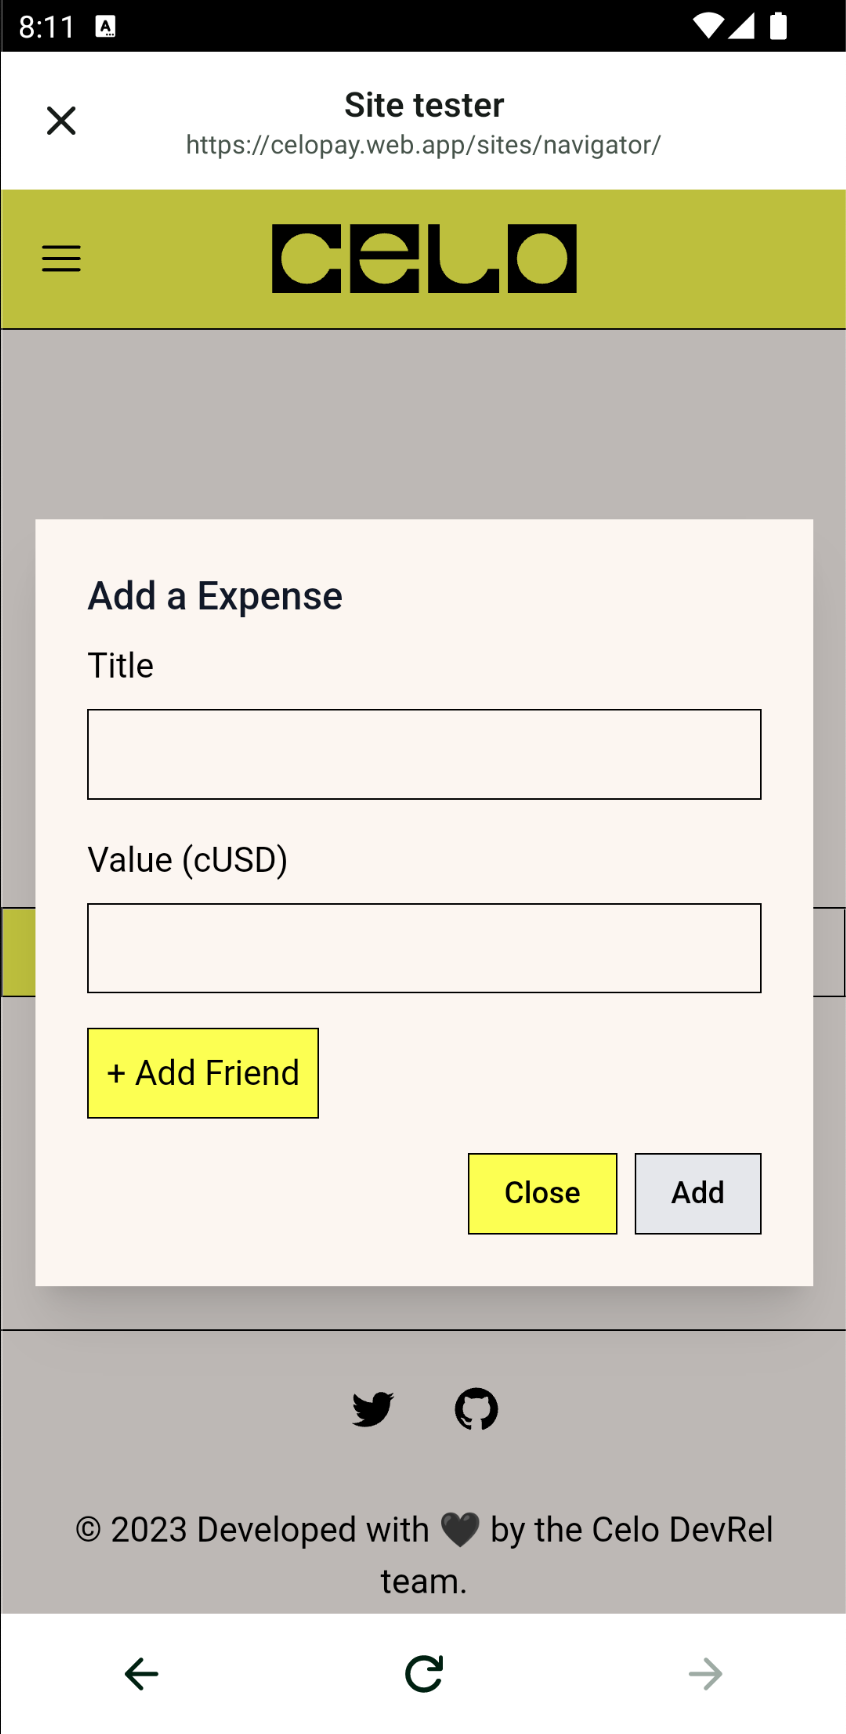 8:11
A
Site tester
https://celopay.web.app/sites/navigator/
CELO
Add a Expense
Title
Value (cUSD)
+ Add Friend
Close
Add
© 2023 Developed with 🖤 by the Celo DevRel
team.